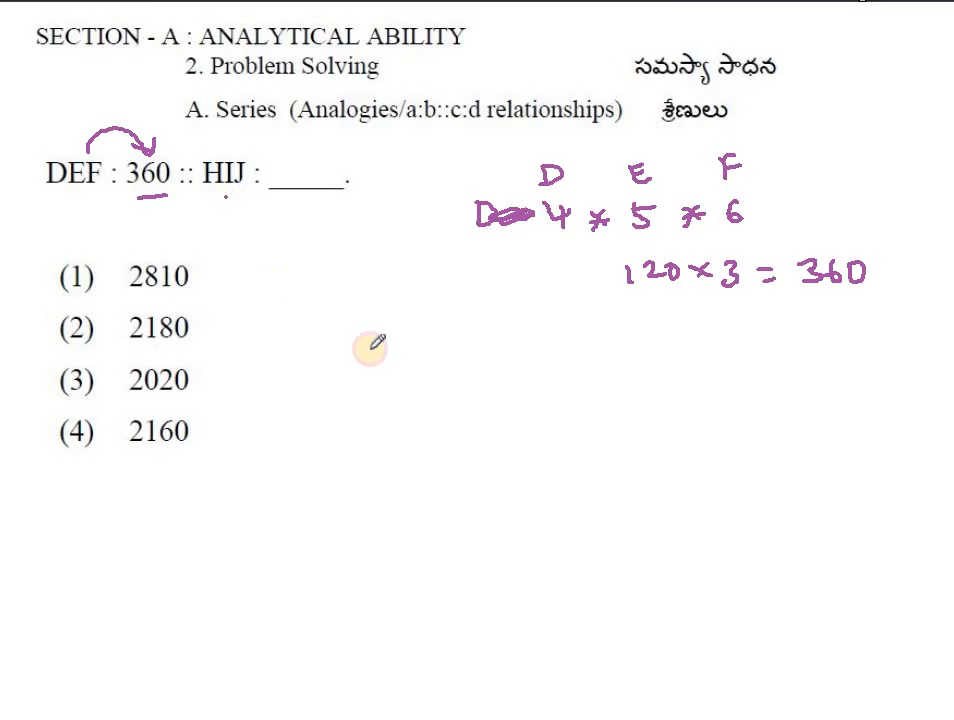 SECTION - A : ANALYTICAL ABILITY
2. Problem Solving సమస్యా సాధన
A. Series (Analogies/a:b::c:d relationships) శ్రేణులు
DEF : 360 :: HIJ : _____.
D E F
4 * 5 * 6
120 × 3 = 360
(1) 2810
(2) 2180
(3) 2020
(4) 2160